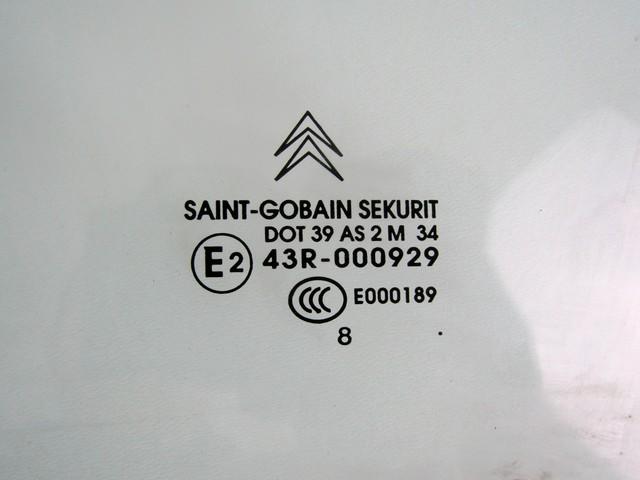 SAINT-GOBAIN SEKURIT
DOT 39 AS 2 M 34
E2 43R-000929
CCC E000189
8